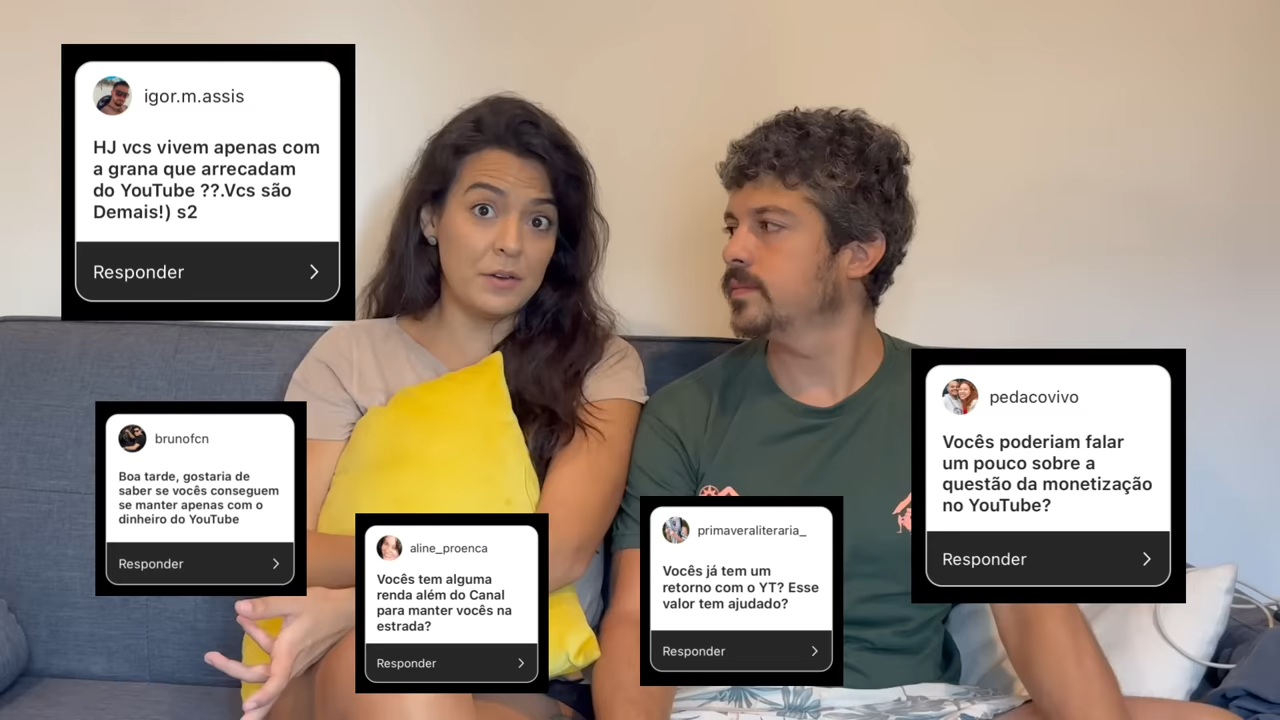 igor.m.assis
HJ vcs vivem apenas com
a grana que arrecadam
do YouTube ??.Vcs são
Demais!) s2
Responder
brunofcn
Boa tarde, gostaria de
saber se vocês conseguem
se manter apenas com o
dinheiro do YouTube
Responder
aline_proenca
Vocês tem alguma
renda além do Canal
para manter vocês na
estrada?
Responder
primaveraliteraria_
Vocês já tem um
retorno com o YT? Esse
valor tem ajudado?
Responder
pedacovivo
Vocês poderiam falar
um pouco sobre a
questão da monetização
no YouTube?
Responder